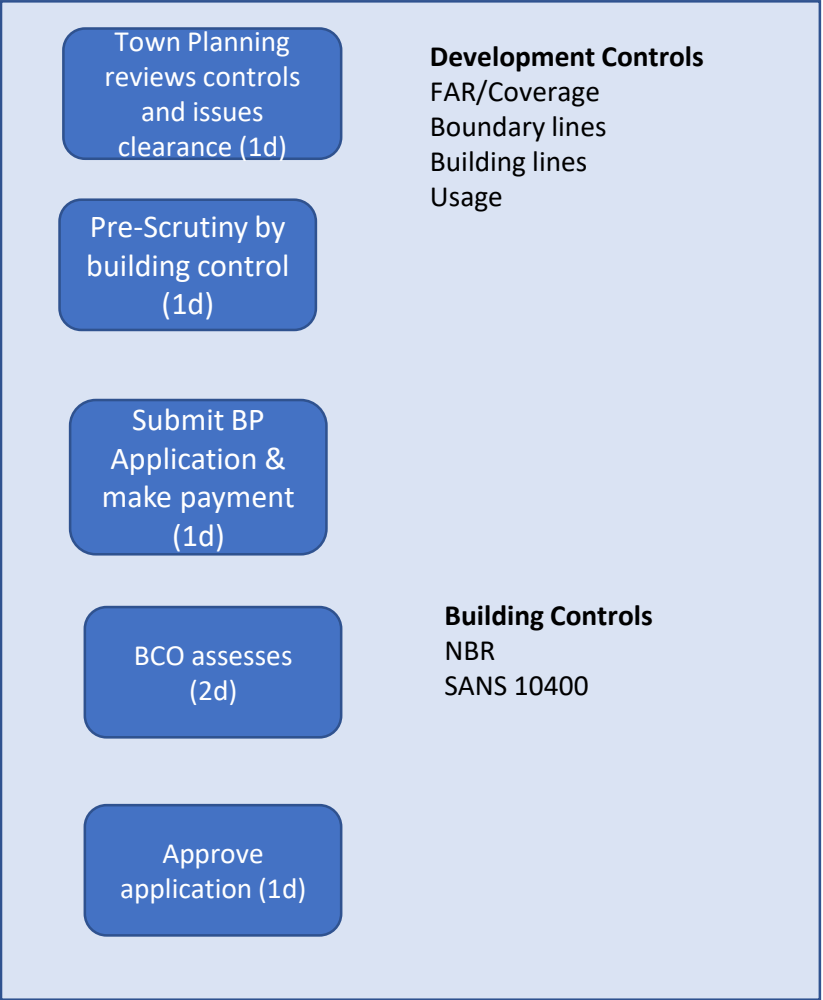 Town Planning
reviews controls
and issues
clearance (1d)
Development Controls
FAR/Coverage
Boundary lines
Building lines
Usage
Pre-Scrutiny by
building control
(1d)
Submit BP
Application &
make payment
(1d)
BCO assesses
(2d)
Building Controls
NBR
SANS 10400
Approve
application (1d)